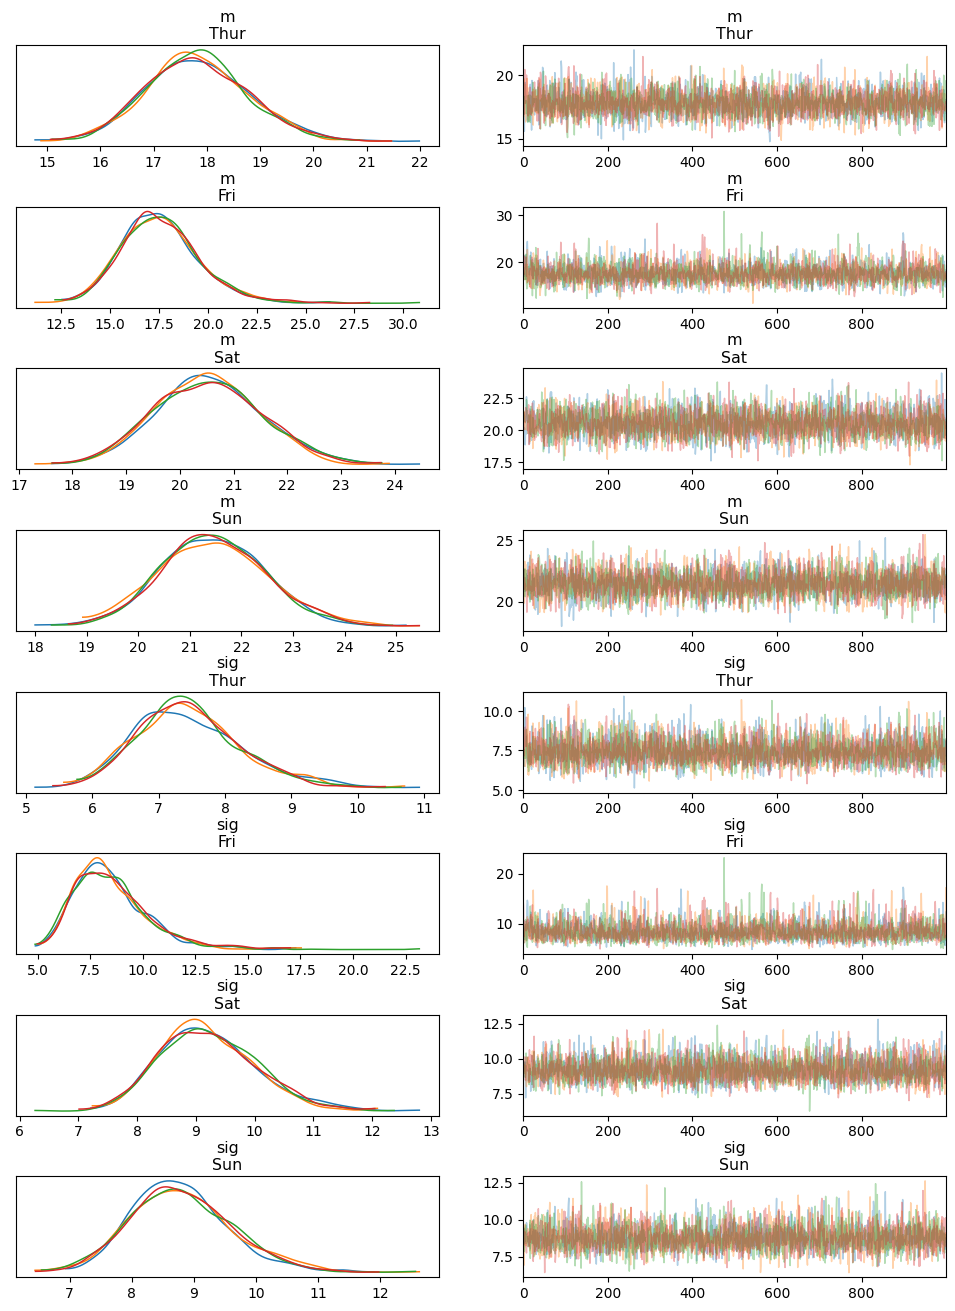 m
Thur
15 16 17 18 19 20 21 22
m
Thur
20
15
0 200 400 600 800
m
Fri
12.5 15.0 17.5 20.0 22.5 25.0 27.5 30.0
m
Fri
30
20
0 200 400 600 800
m
Sat
17 18 19 20 21 22 23 24
m
Sat
22.5
20.0
17.5
0 200 400 600 800
m
Sun
18 19 20 21 22 23 24 25
m
Sun
25
20
0 200 400 600 800
sig
Thur
5 6 7 8 9 10 11
sig
Thur
10.0
7.5
5.0
0 200 400 600 800
sig
Fri
5.0 7.5 10.0 12.5 15.0 17.5 20.0 22.5
sig
Fri
20
10
0 200 400 600 800
sig
Sat
6 7 8 9 10 11 12 13
sig
Sat
12.5
10.0
7.5
0 200 400 600 800
sig
Sun
7 8 9 10 11 12
sig
Sun
12.5
10.0
7.5
0 200 400 600 800